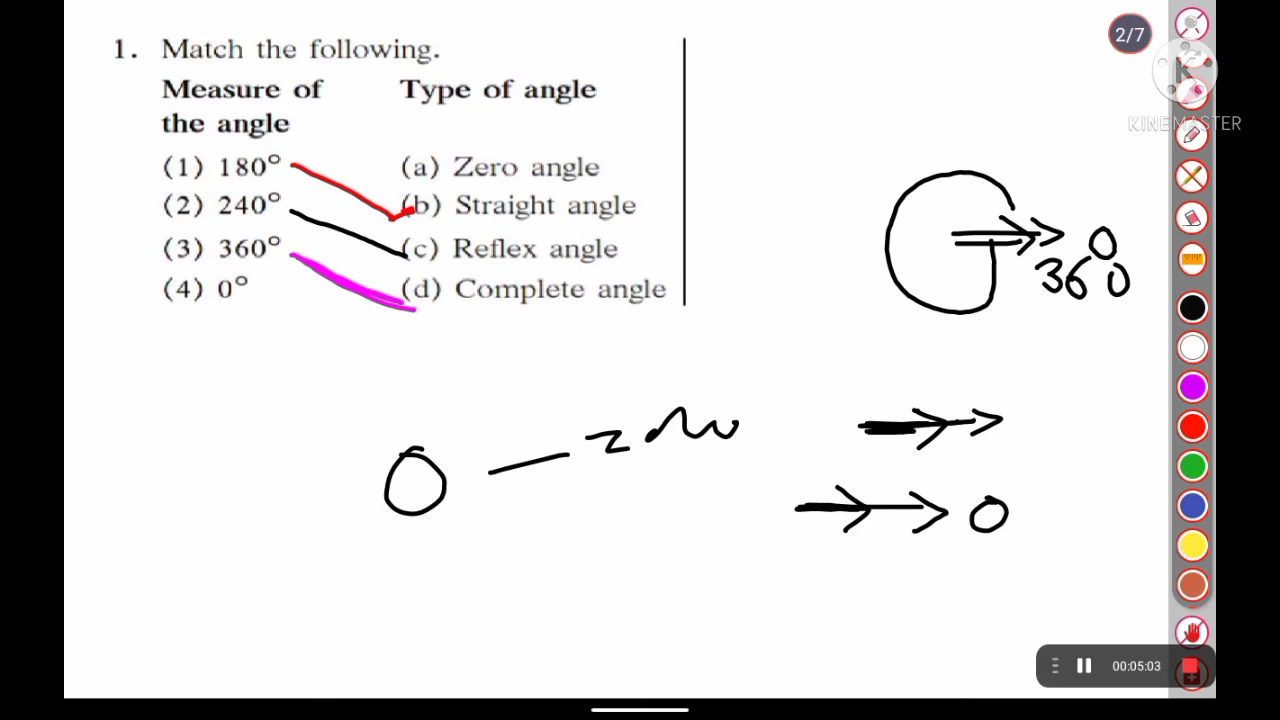 2/7
1. Match the following.
Measure of the angle Type of angle
(1) 180° (a) Zero angle
(2) 240° (b) Straight angle
(3) 360° (c) Reflex angle
(4) 0° (d) Complete angle
KINEMASTER
360
0 — zero
0
00:05:03